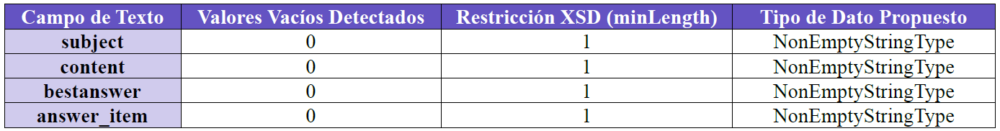 Campo de Texto Valores Vacíos Detectados Restricción XSD (minLength) Tipo de Dato Propuesto
subject 0 1 NonEmptyStringType
content 0 1 NonEmptyStringType
bestanswer 0 1 NonEmptyStringType
answer_item 0 1 NonEmptyStringType